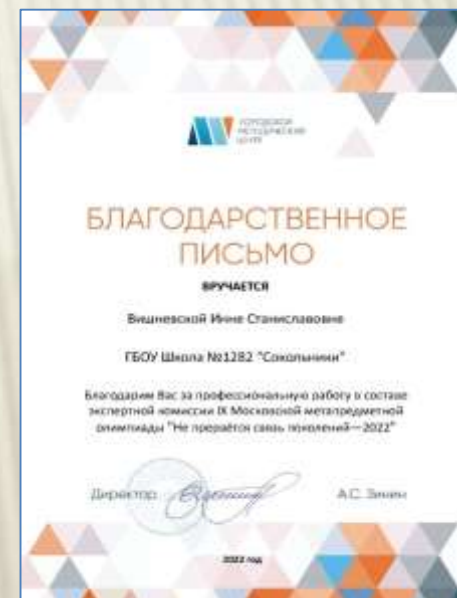 ГОРОДСКОЙ
МЕТОДИЧЕСКИЙ
ЦЕНТР
БЛАГОДАРСТВЕННОЕ
ПИСЬМО
ВРУЧАЕТСЯ
Вишневской Инне Станиславовне
ГБОУ Школа №1282 "Сокольники"
Благодарим Вас за профессиональную работу в составе
экспертной комиссии IX Московской метапредметной
олимпиады "Не прервётся связь поколений—2022"
Директор
А.С. Зинин
2022 год